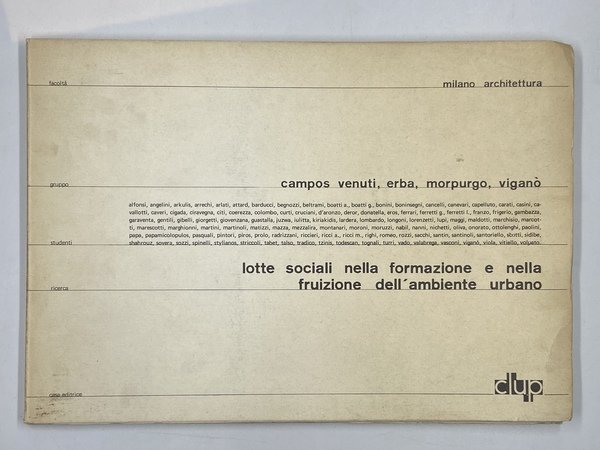 facoltà milano architettura
gruppo campos venuti, erba, morpurgo, viganò
alfonsi, angelini, arkulis, arrechi, arlati, attard, barducci, begnozzi, beltrami, boatti a., boatti g., bonini, boninsegni, cancelli, canevari, capelluto, carati, casini, ca-
vallotti, caveri, cigada, ciravegna, citi, coerezza, colombo, curti, cruciani, d'aronzo, deror, donatella, eros, ferrari, ferretti g., ferretti l., franzo, frigerio, gambazza,
garaventa, gentili, gibelli, giorgetti, giovenzana, guastalla, juzwa, iulitta, kiriakidis, lardera, lombardo, longoni, lorenzetti, lupi, maggi, maldotti, marchisio, marcot-
ti, marescotti, marghionni, martini, martinoli, matizzi, mazza, mezzalira, montanari, moroni, moruzzi, nabil, nanni, nichetti, oliva, onorato, ottolenghi, paolini,
papa, papamicolopulos, pasquali, pintori, piros, prolo, radrizzani, riccieri, ricci a., ricci m., righi, romeo, rozzi, sacchi, santin, santinoli, santoriello, sbotti, sidibe,
studenti shahrouz, sovera, sozzi, spinelli, stylianos, striccoli, tabet, talso, tradico, tzinis, todescan, tognali, turri, vado, valabrega, vasconi, viganò, viola, vitiello, volpato
lotte sociali nella formazione e nella
ricerca fruizione dell'ambiente urbano
casa editrice clup